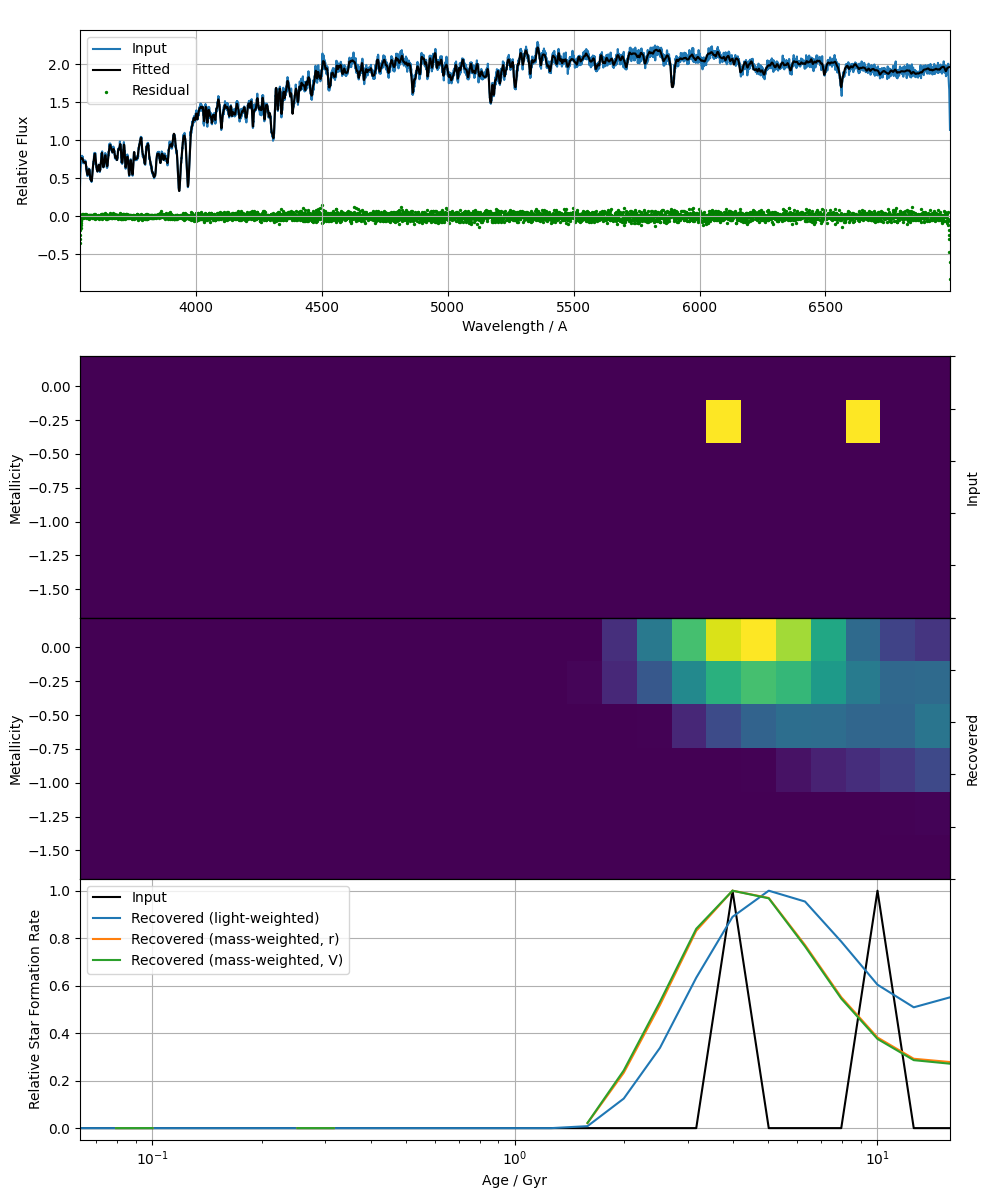 Input
Fitted
Residual
2.0
1.5
1.0
0.5
0.0
−0.5
Relative Flux
4000 4500 5000 5500 6000 6500
Wavelength / A
0.00
−0.25
−0.50
−0.75
−1.00
−1.25
−1.50
Metallicity
Input
0.00
−0.25
−0.50
−0.75
−1.00
−1.25
−1.50
Metallicity
Recovered
Input
Recovered (light-weighted)
Recovered (mass-weighted, r)
Recovered (mass-weighted, V)
1.0
0.8
0.6
0.4
0.2
0.0
Relative Star Formation Rate
10⁻¹ 10⁰ 10¹
Age / Gyr